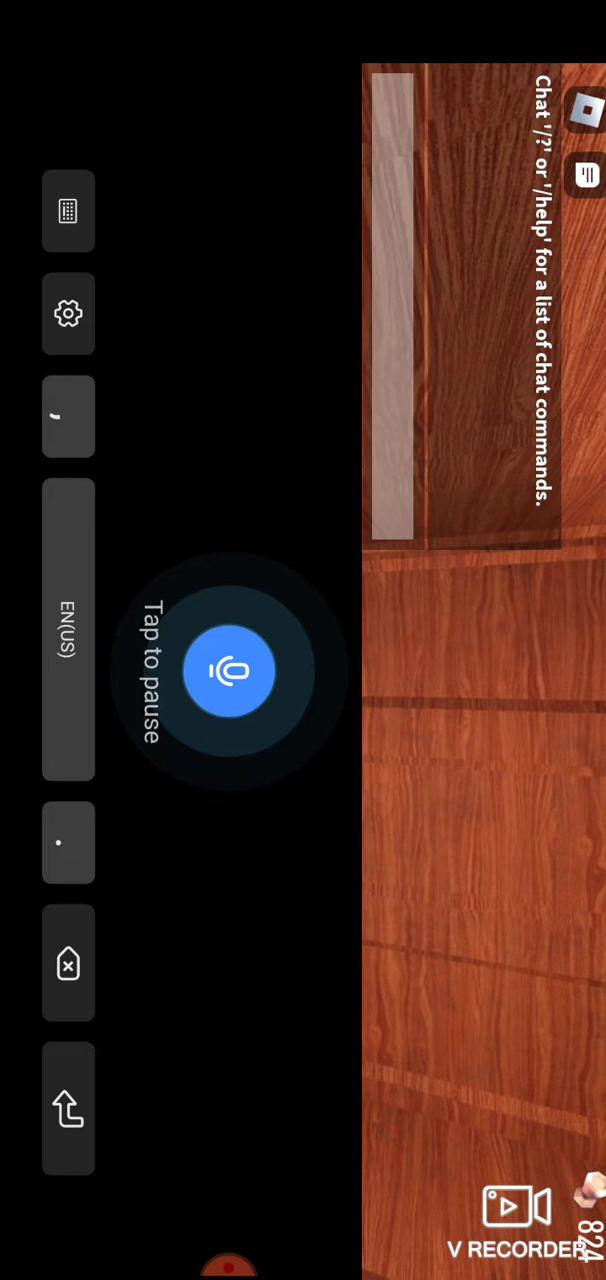 Chat '/?' or '/help' for a list of chat commands.
824
V RECORDER
Tap to pause
,
EN(US)
.